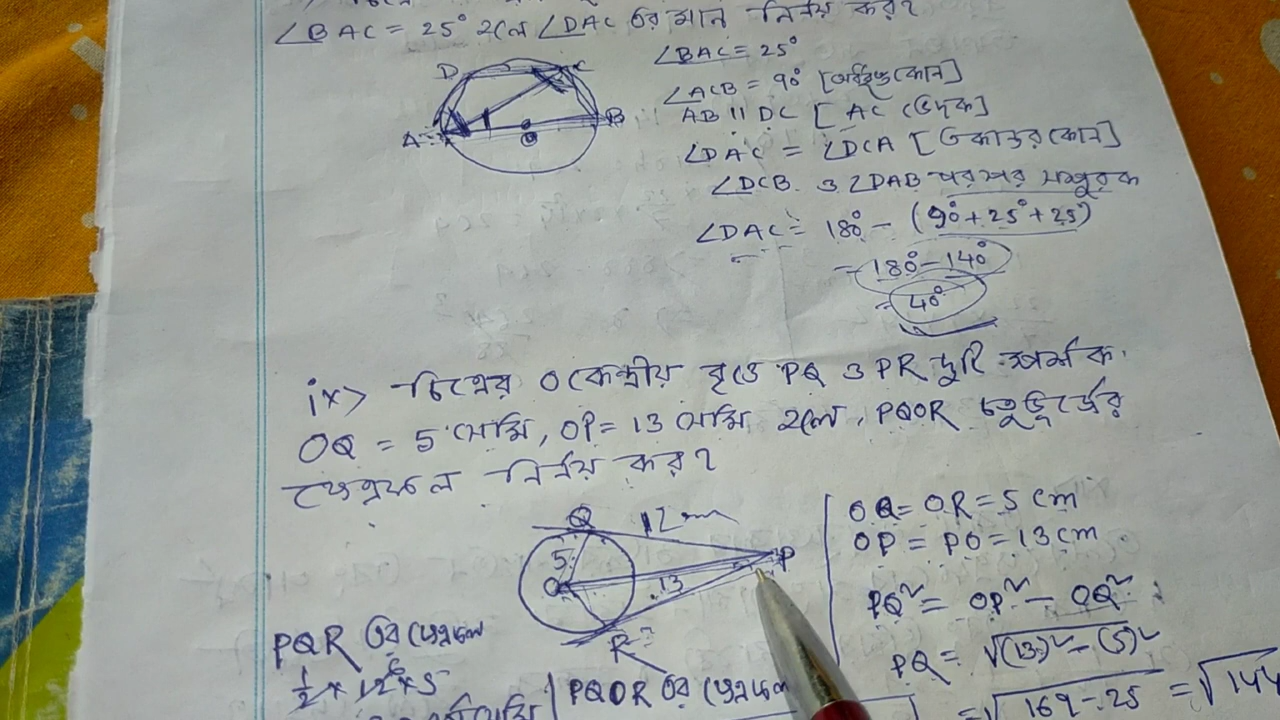 ∠BAC = 25° হলে ∠DAC এর মান নির্ণয় কর?
D C
A O B
∠BAC = 25°
∠ACB = 90° [অর্ধবৃত্তস্থ কোন]
AB || DC [AC ছেদক]
∠DAC = ∠DCA [একান্তর কোন]
∠DCB ও ∠DAB পরস্পর সম্পূরক
∠DAC = 180° - (90° + 25° + 25°)
= 180° - 140°
= 40°
ix> চিত্রের O কেন্দ্রীয় বৃত্তে PQ ও PR দুটি স্পর্শক
OQ = 5 সেমি, OP = 13 সেমি হলে, PQOR চতুর্ভুজের
ক্ষেত্রফল নির্ণয় কর?
Q 12 cm
5 P
O 13
R
OQ = OR = 5 cm
OP = PO = 13 cm
PQ² = OP² - OQ²
PQ = √(13)² - (5)²
= √169 - 25 = √144
PQR এর ক্ষেত্রফল
1/2 × 12 6 × 5
PQOR এর ক্ষেত্রফল